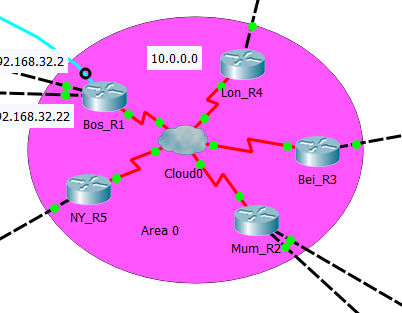 92.168.32.2
10.0.0.0
Lon_R4
92.168.32.22
Bos_R1
Cloud0
Bei_R3
NY_R5
Area 0
Mum_R2